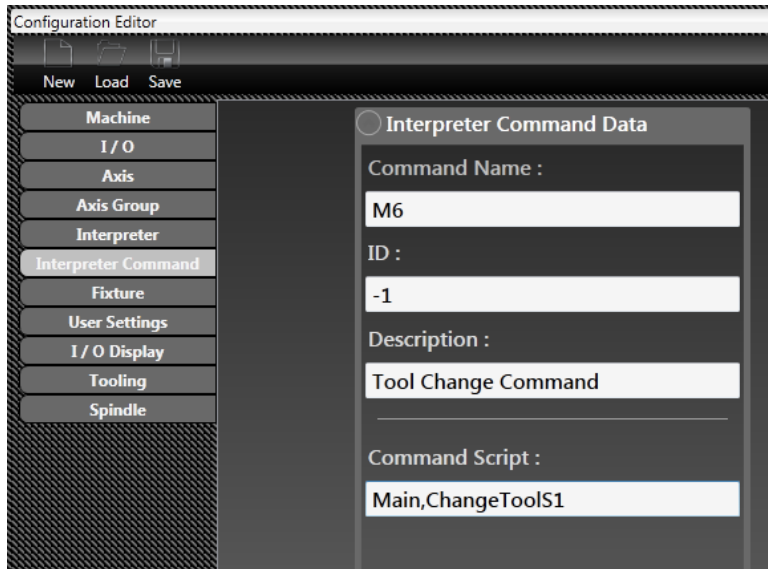 Configuration Editor
New Load Save
Machine
I / O
Axis
Axis Group
Interpreter
Interpreter Command
Fixture
User Settings
I / O Display
Tooling
Spindle
Interpreter Command Data
Command Name :
M6
ID :
-1
Description :
Tool Change Command
Command Script :
Main,ChangeToolS1